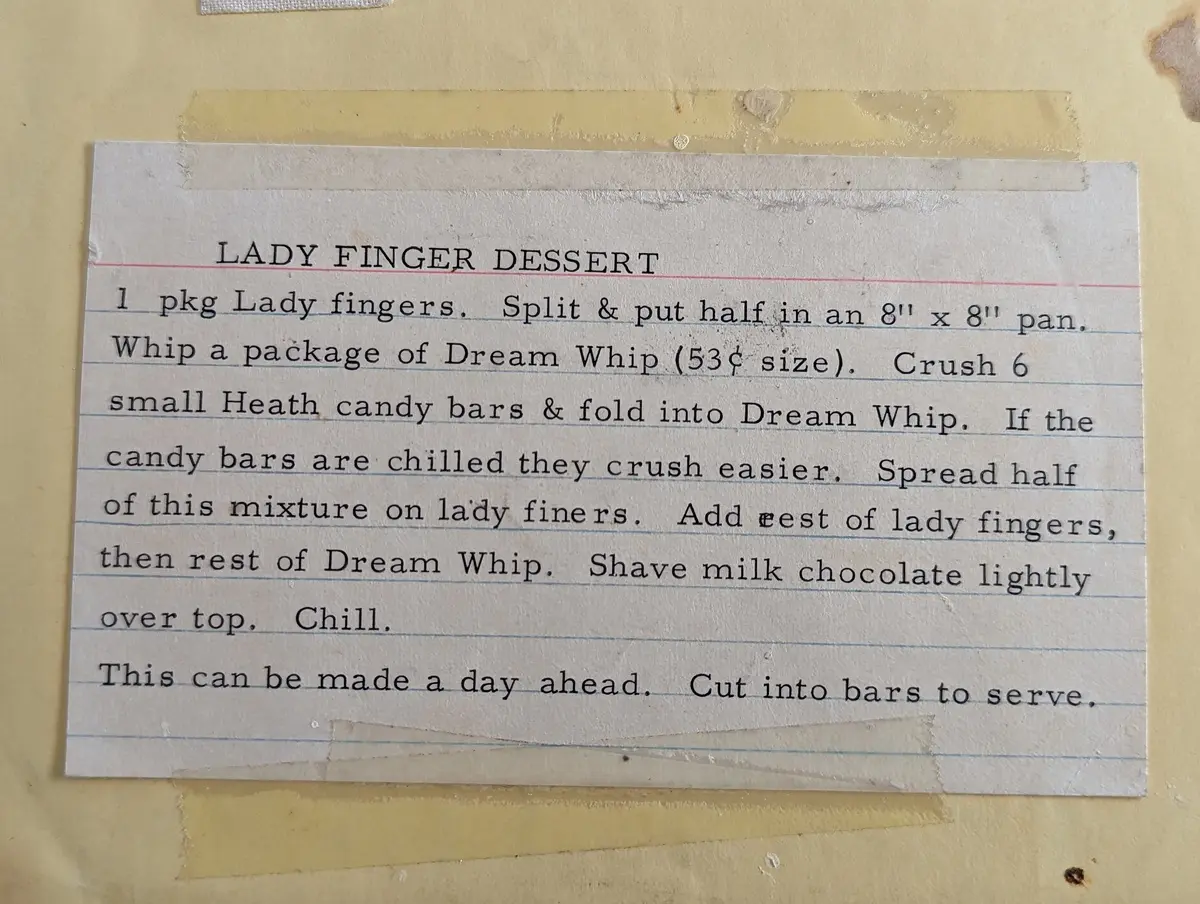 LADY FINGER DESSERT
1 pkg Lady fingers. Split & put half in an 8" x 8" pan.
Whip a package of Dream Whip (53¢ size). Crush 6
small Heath candy bars & fold into Dream Whip. If the
candy bars are chilled they crush easier. Spread half
of this mixture on lady finers. Add rest of lady fingers,
then rest of Dream Whip. Shave milk chocolate lightly
over top. Chill.
This can be made a day ahead. Cut into bars to serve.